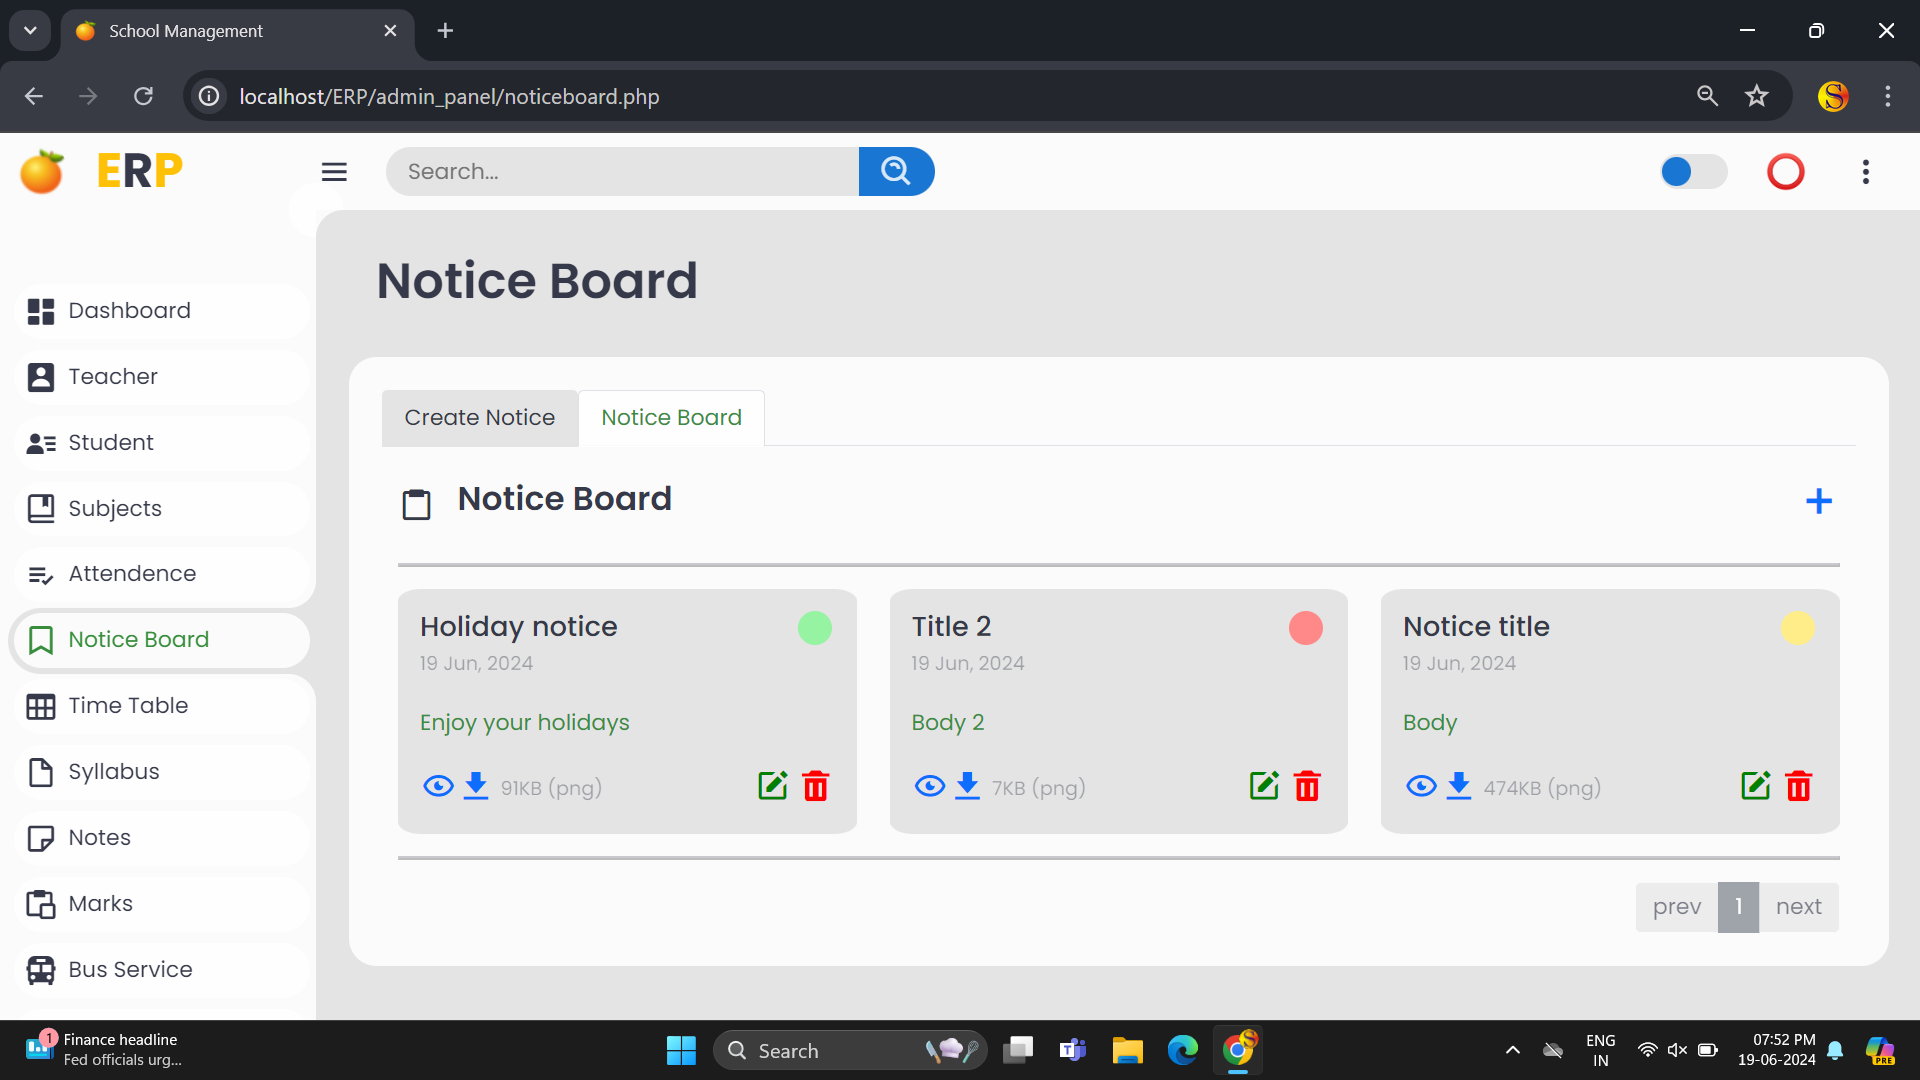 School Management
localhost/ERP/admin_panel/noticeboard.php
ERP
Search...
Notice Board
Dashboard
Teacher
Student
Subjects
Attendence
Notice Board
Time Table
Syllabus
Notes
Marks
Bus Service
Create Notice
Notice Board
Notice Board
Holiday notice
19 Jun, 2024
Enjoy your holidays
91KB (png)
Title 2
19 Jun, 2024
Body 2
7KB (png)
Notice title
19 Jun, 2024
Body
474KB (png)
prev 1 next
1
Finance headline
Fed officials urg...
Search
ENG
IN
07:52 PM
19-06-2024
PRE